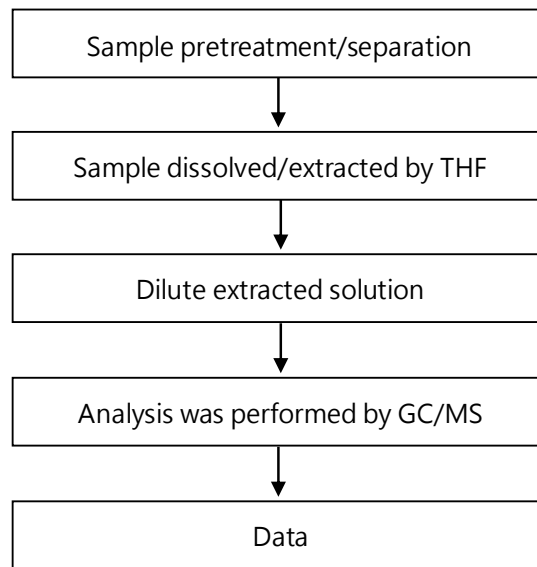 Sample pretreatment/separation
Sample dissolved/extracted by THF
Dilute extracted solution
Analysis was performed by GC/MS
Data